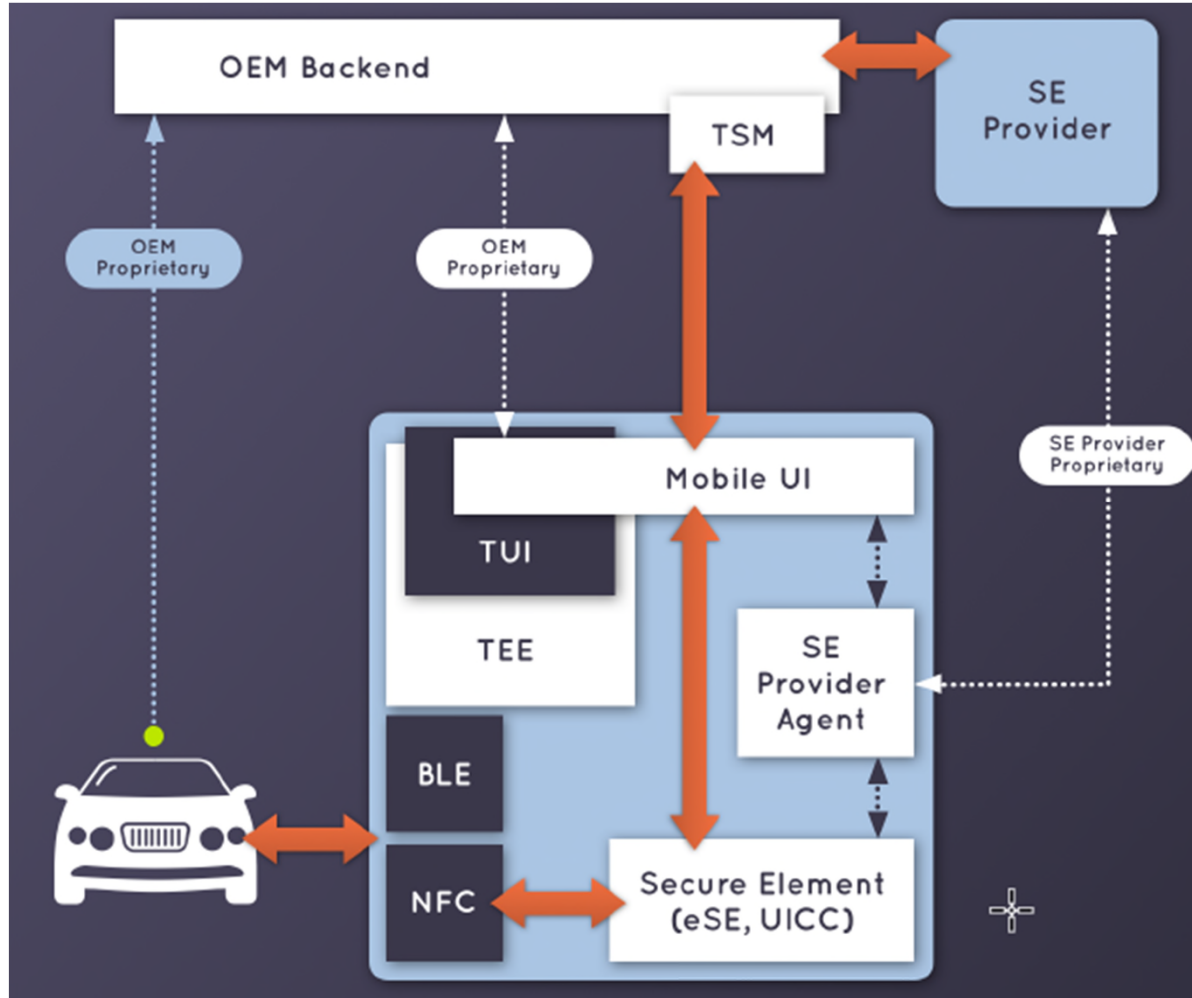 OEM Backend
SE
Provider
TSM
OEM
Proprietary
OEM
Proprietary
SE Provider
Proprietary
Mobile UI
TUI
TEE
SE
Provider
Agent
BLE
NFC
Secure Element
(eSE, UICC)